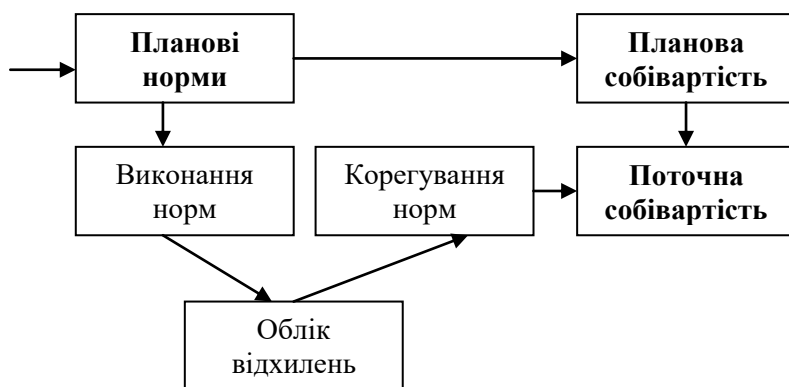 Планові
норми
Планова
собівартість
Виконання
норм
Корегування
норм
Поточна
собівартість
Облік
відхилень